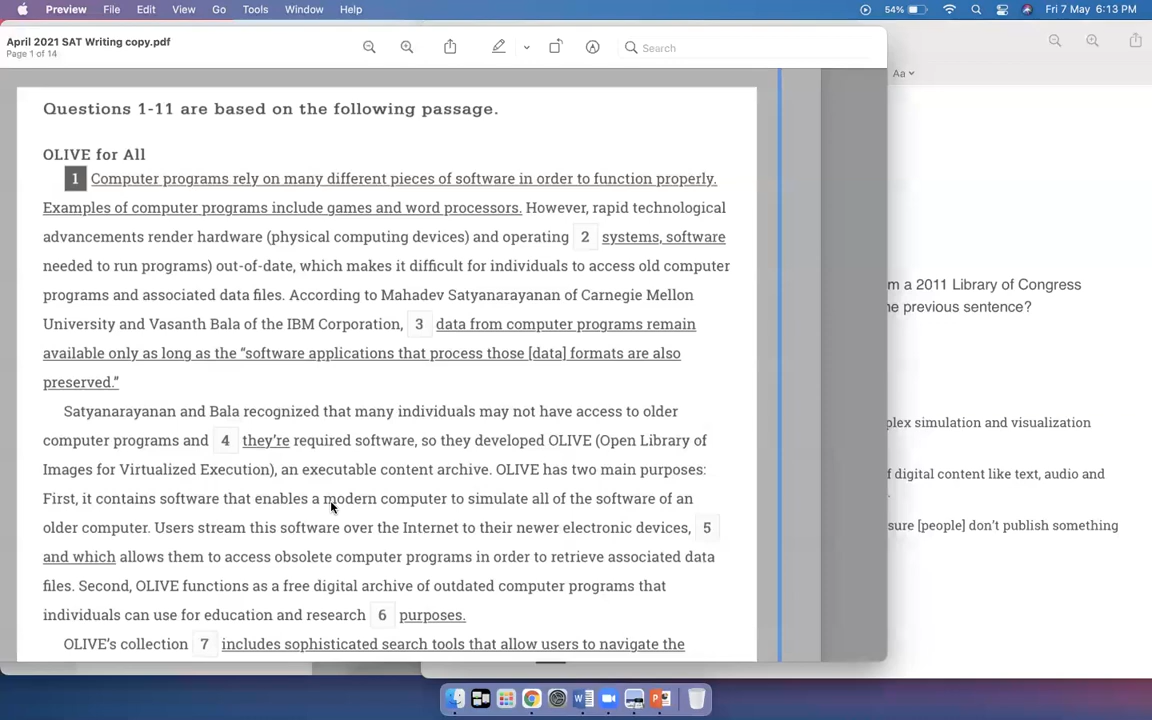 Preview File Edit View Go Tools Window Help 54% Fri 7 May 6:13 PM
April 2021 SAT Writing copy.pdf
Page 1 of 14
Search
Aa
Questions 1-11 are based on the following passage.
OLIVE for All
1 Computer programs rely on many different pieces of software in order to function properly.
Examples of computer programs include games and word processors. However, rapid technological
advancements render hardware (physical computing devices) and operating 2 systems, software
needed to run programs) out-of-date, which makes it difficult for individuals to access old computer
programs and associated data files. According to Mahadev Satyanarayanan of Carnegie Mellon
University and Vasanth Bala of the IBM Corporation, 3 data from computer programs remain
available only as long as the “software applications that process those [data] formats are also
preserved.”
Satyanarayanan and Bala recognized that many individuals may not have access to older
computer programs and 4 they’re required software, so they developed OLIVE (Open Library of
Images for Virtualized Execution), an executable content archive. OLIVE has two main purposes:
First, it contains software that enables a modern computer to simulate all of the software of an
older computer. Users stream this software over the Internet to their newer electronic devices, 5
and which allows them to access obsolete computer programs in order to retrieve associated data
files. Second, OLIVE functions as a free digital archive of outdated computer programs that
individuals can use for education and research 6 purposes.
OLIVE’s collection 7 includes sophisticated search tools that allow users to navigate the
m a 2011 Library of Congress
he previous sentence?
plex simulation and visualization
f digital content like text, audio and
sure [people] don’t publish something